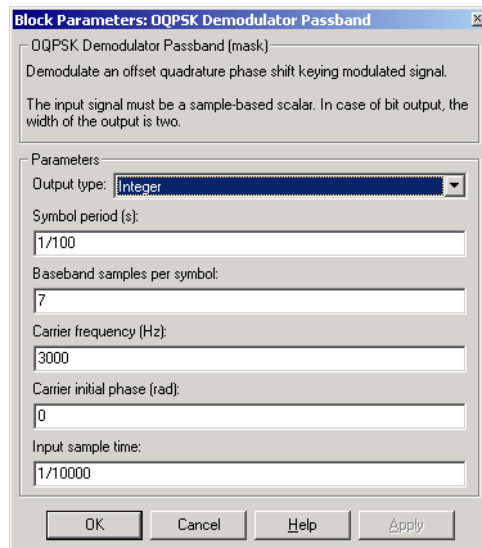 Block Parameters: OQPSK Demodulator Passband
OQPSK Demodulator Passband (mask)
Demodulate an offset quadrature phase shift keying modulated signal.
The input signal must be a sample-based scalar. In case of bit output, the
width of the output is two.
Parameters
Output type: Integer
Symbol period (s):
1/100
Baseband samples per symbol:
7
Carrier frequency (Hz):
3000
Carrier initial phase (rad):
0
Input sample time:
1/10000
OK Cancel Help Apply